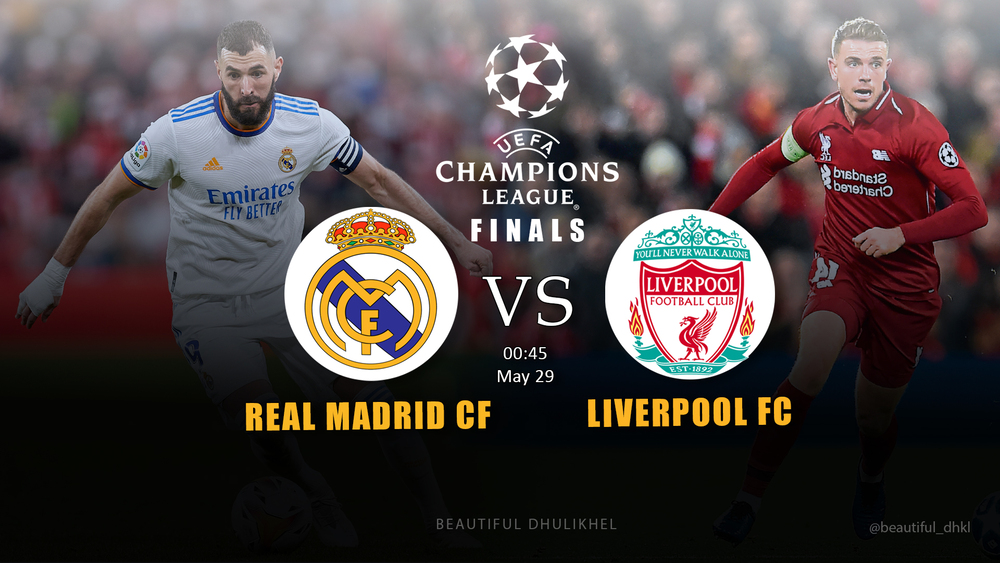 UEFA
CHAMPIONS
LEAGUE®
FINALS
Emirates
FLY BETTER
Standard
Chartered
YOU'LL NEVER WALK ALONE
LIVERPOOL
FOOTBALL CLUB
EST·1892
VS
00:45
May 29
REAL MADRID CF
LIVERPOOL FC
BEAUTIFUL DHULIKHEL
@beautiful_dhkl